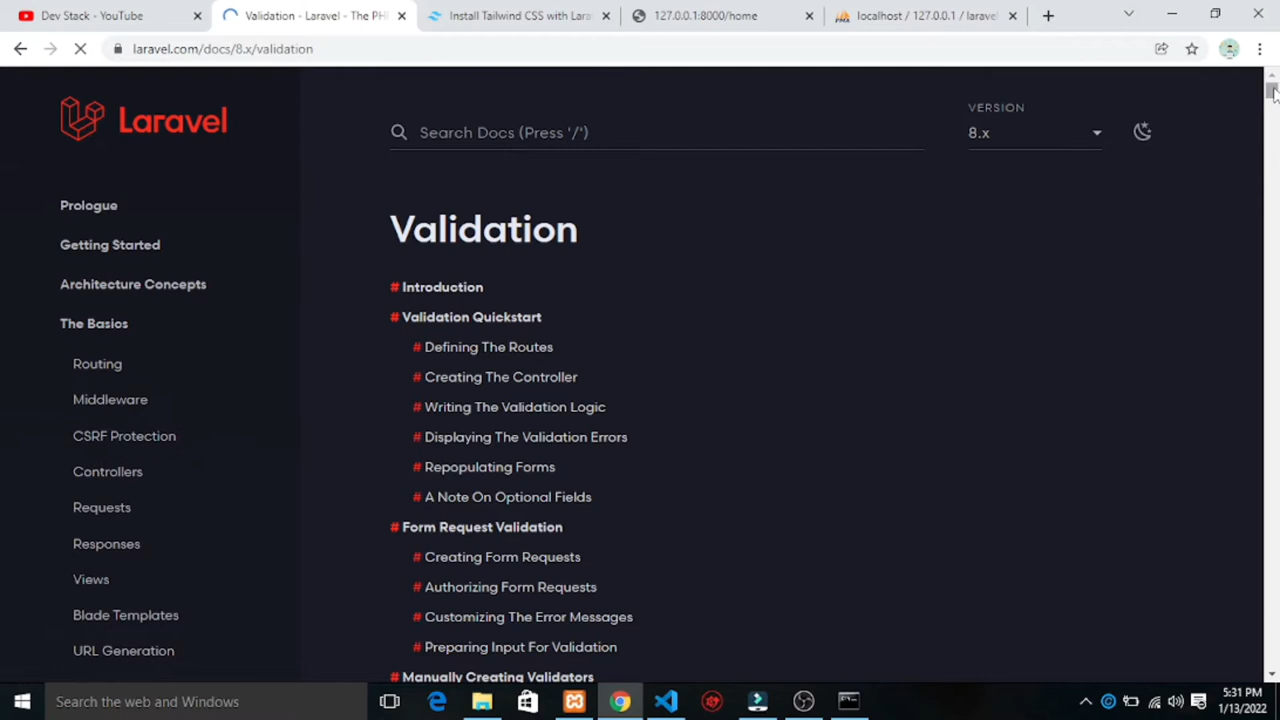 Dev Stack - YouTube
Validation - Laravel - The PH
Install Tailwind CSS with Lara
127.0.0.1:8000/home
localhost / 127.0.0.1 / laravel
laravel.com/docs/8.x/validation
Laravel
Search Docs (Press '/')
VERSION
8.x
Prologue
Getting Started
Architecture Concepts
The Basics
Routing
Middleware
CSRF Protection
Controllers
Requests
Responses
Views
Blade Templates
URL Generation
Validation
# Introduction
# Validation Quickstart
# Defining The Routes
# Creating The Controller
# Writing The Validation Logic
# Displaying The Validation Errors
# Repopulating Forms
# A Note On Optional Fields
# Form Request Validation
# Creating Form Requests
# Authorizing Form Requests
# Customizing The Error Messages
# Preparing Input For Validation
# Manually Creating Validators
Search the web and Windows
5:31 PM
1/13/2022